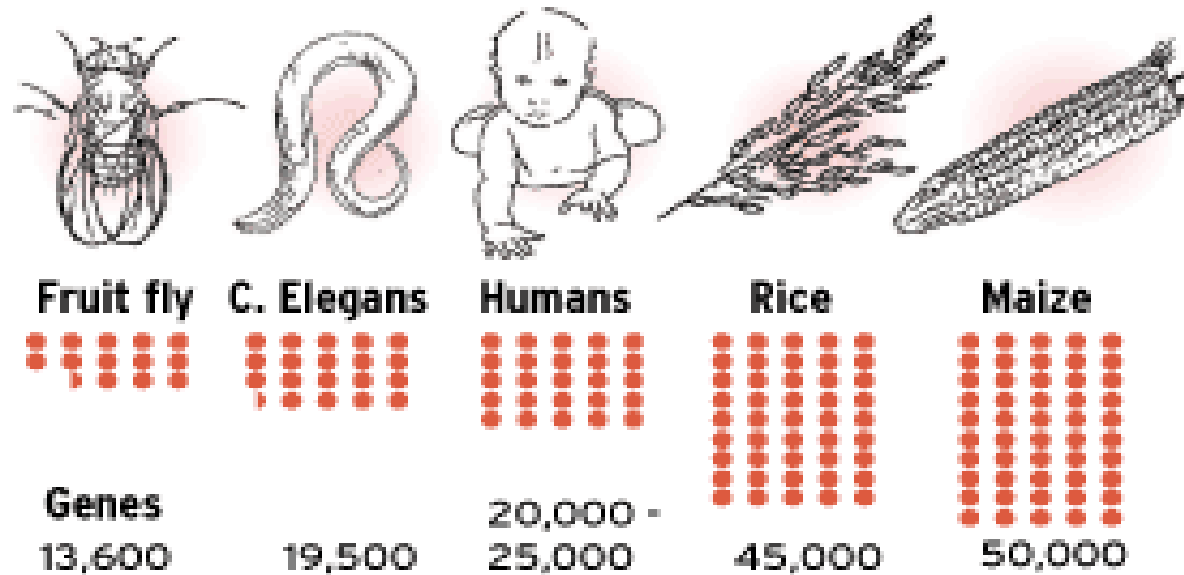 Fruit fly
C. Elegans
Humans
Rice
Maize
Genes
13,600
19,500
20,000 -
25,000
45,000
50,000